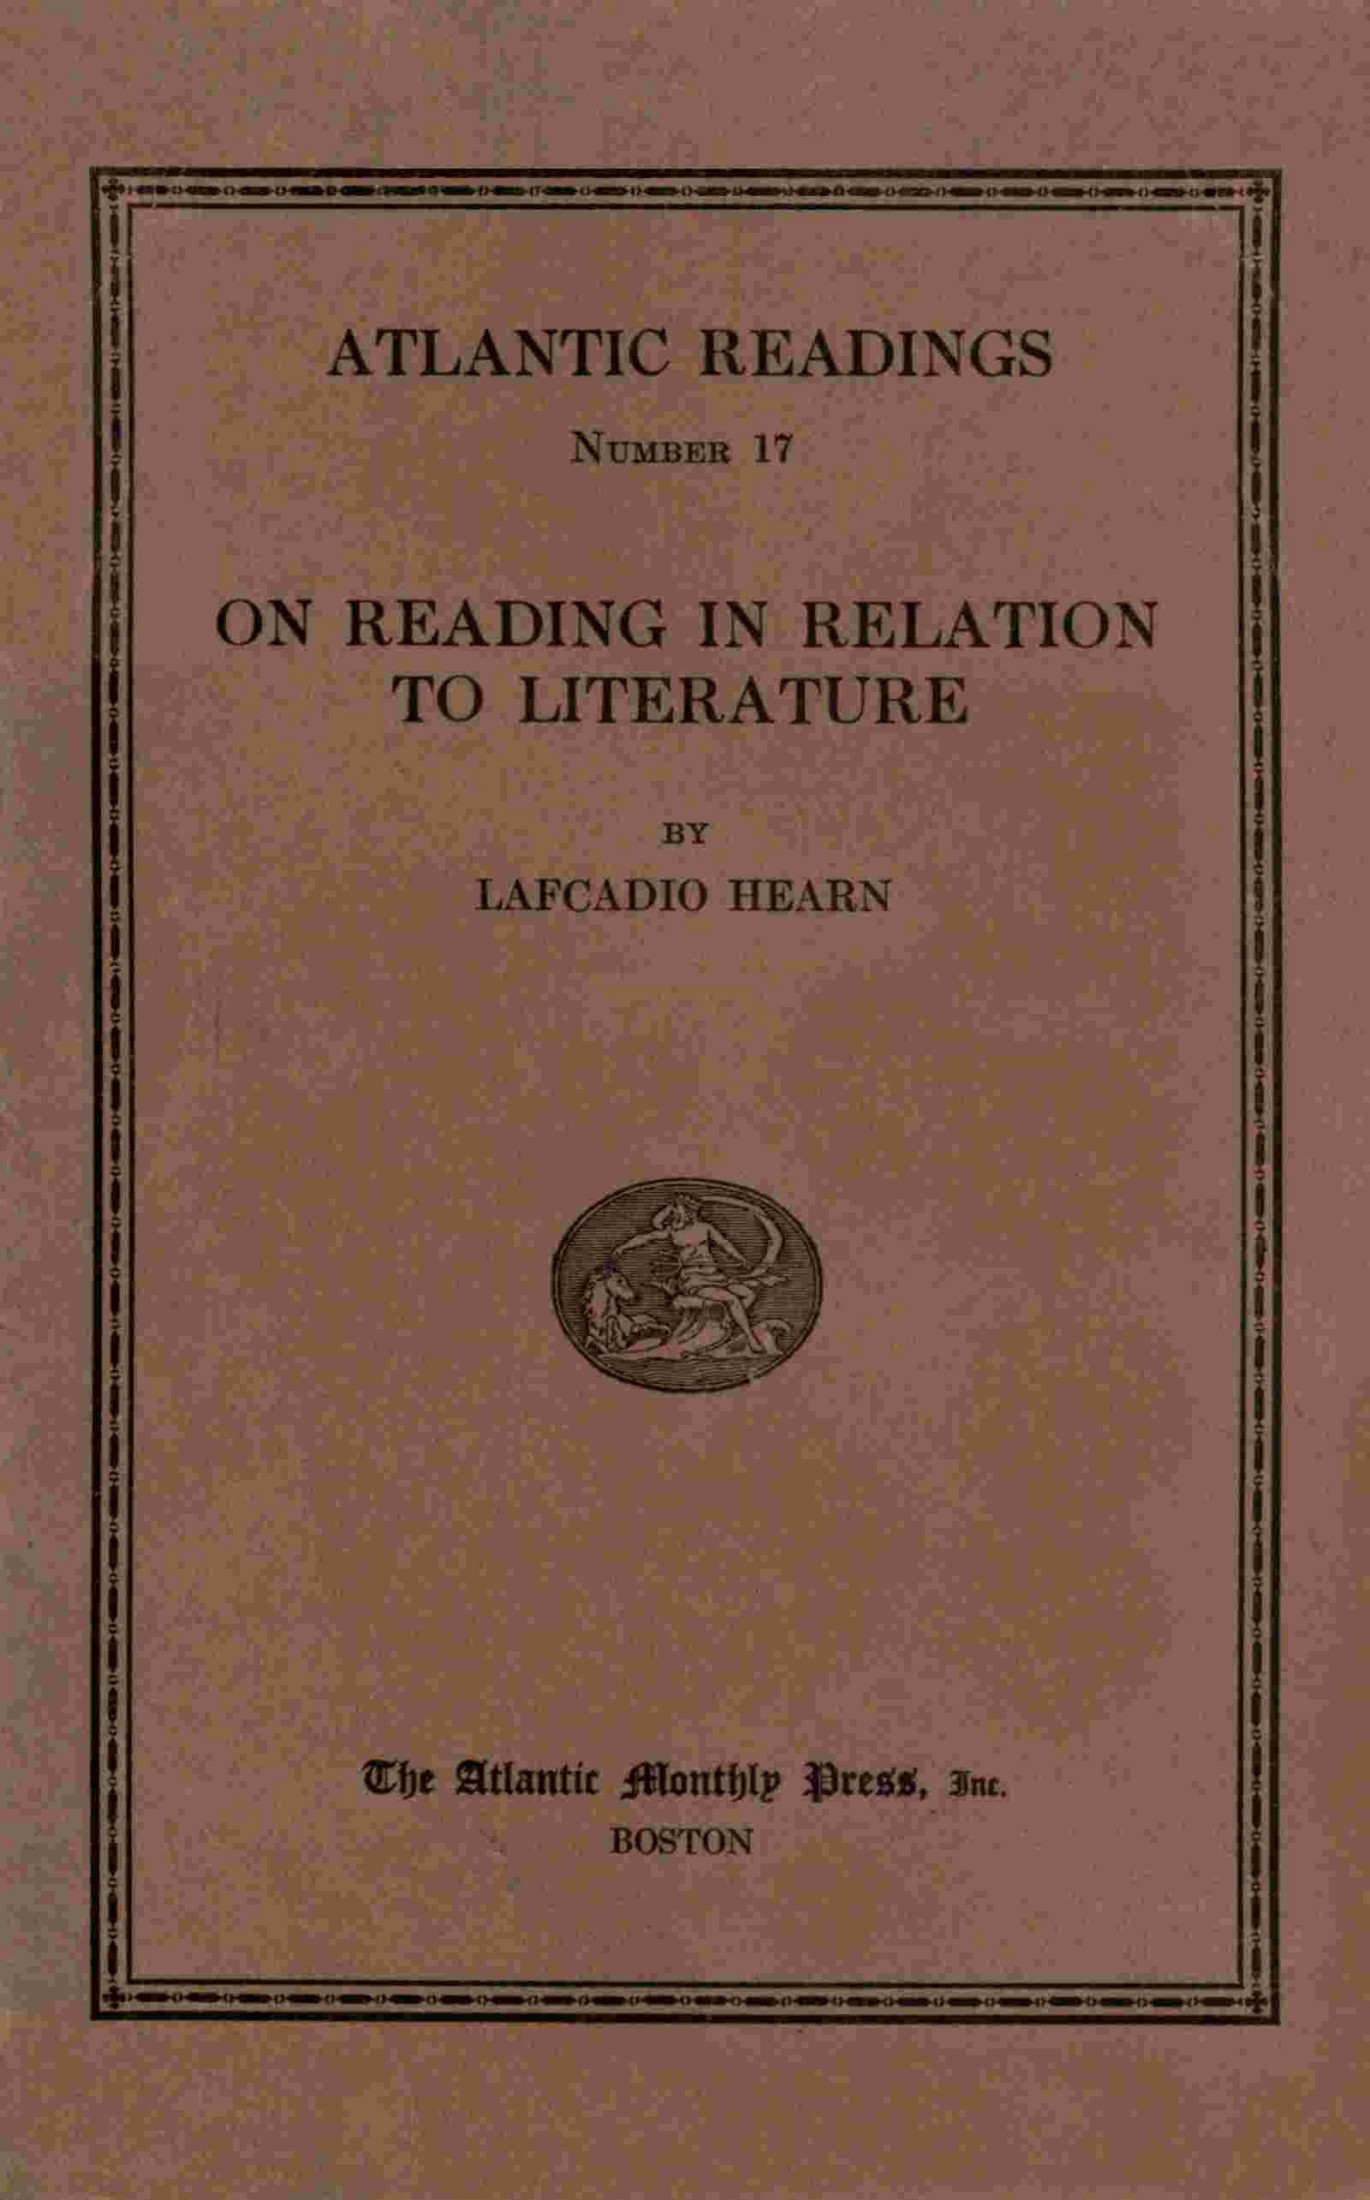 ATLANTIC READINGS
NUMBER 17
ON READING IN RELATION
TO LITERATURE
BY
LAFCADIO HEARN
The Atlantic Monthly Press, Inc.
BOSTON